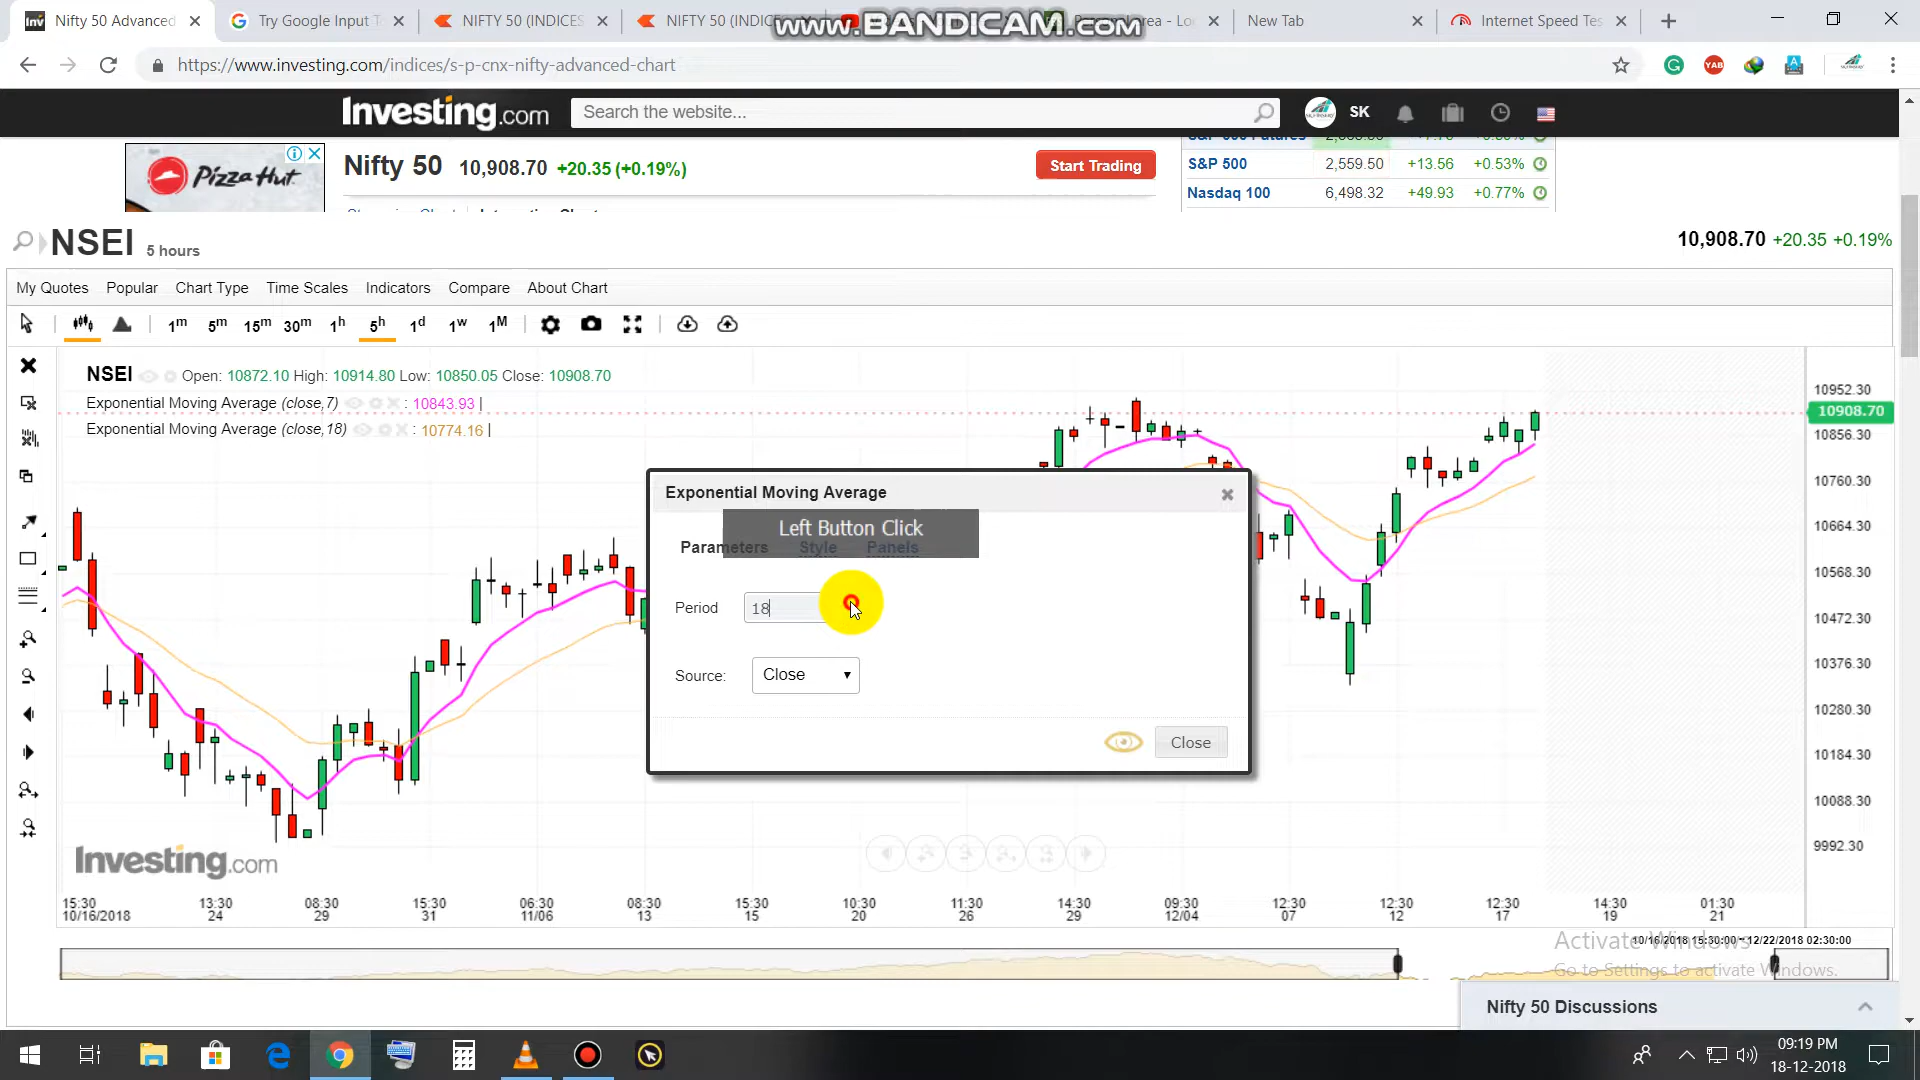 Nifty 50 Advanced
Try Google Input T
NIFTY 50 (INDICES
NIFTY 50 (INDIC
New Tab
Internet Speed Tes
www.BANDICAM.com
https://www.investing.com/indices/s-p-cnx-nifty-advanced-chart
YAB
Investing.com
Search the website...
SK
Pizza Hut
Nifty 50 10,908.70 +20.35 (+0.19%)
Start Trading
S&P 500 2,559.50 +13.56 +0.53%
Nasdaq 100 6,498.32 +49.93 +0.77%
NSEI 5 hours
10,908.70 +20.35 +0.19%
My Quotes Popular Chart Type Time Scales Indicators Compare About Chart
1m 5m 15m 30m 1h 5h 1d 1w 1M
NSEI Open: 10872.10 High: 10914.80 Low: 10850.05 Close: 10908.70
Exponential Moving Average (close,7) : 10843.93 |
Exponential Moving Average (close,18) : 10774.16 |
10952.30
10908.70
10856.30
10760.30
10664.30
10568.30
10472.30
10376.30
10280.30
10184.30
10088.30
9992.30
Exponential Moving Average
Left Button Click
Parameters Style Panels
Period 18
Source: Close
Close
Investing.com
15:30 13:30 08:30 15:30 06:30 08:30 13:30 10:30 11:30 14:30 09:30 12:30 12:30 12:30 14:30 01:30
10/16/2018 24 29 31 11/06 13 15 20 26 29 12/04 07 12 17 19 21
Activate Windows
10/16/2018 15:30:00 - 12/22/2018 02:30:00
Go to Settings to activate Windows.
Nifty 50 Discussions
09:19 PM
18-12-2018